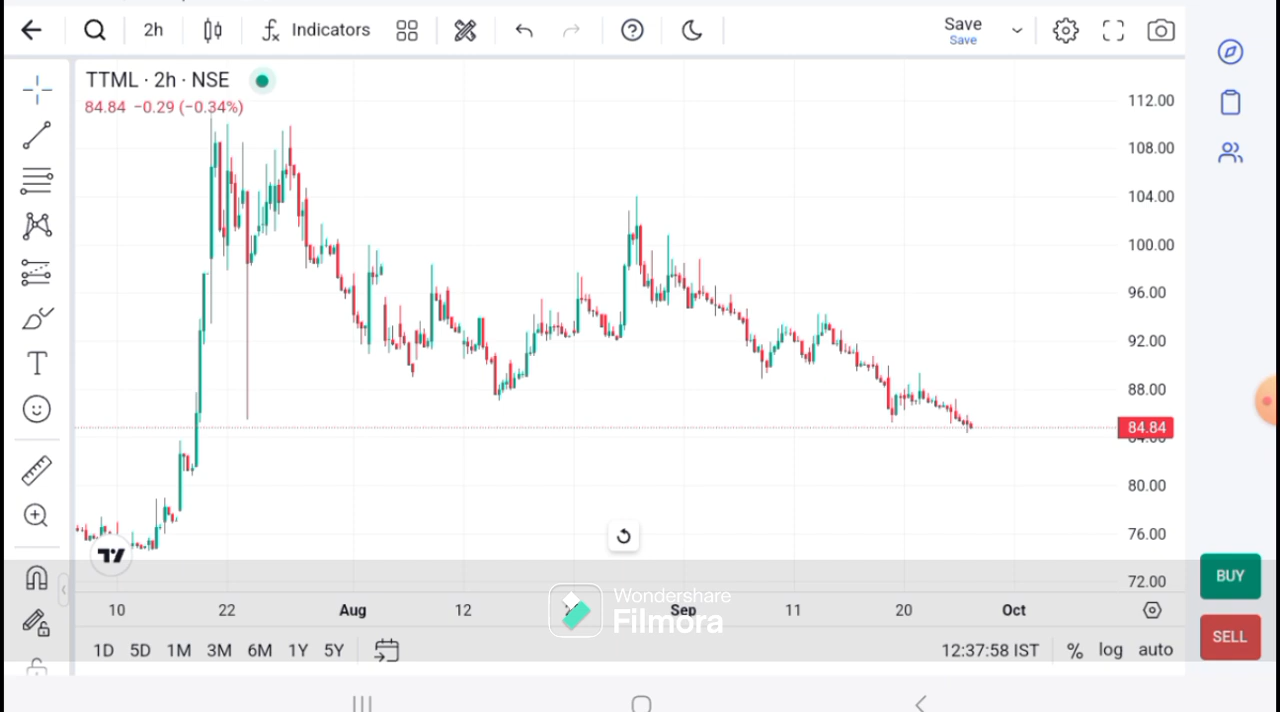 2h
Indicators
Save
Save
TTML · 2h · NSE
84.84 −0.29 (−0.34%)
112.00
108.00
104.00
100.00
96.00
92.00
88.00
84.84
84.00
80.00
76.00
72.00
BUY
SELL
Wondershare
Filmora
10 22 Aug 12 Sep 11 20 Oct
1D 5D 1M 3M 6M 1Y 5Y
12:37:58 IST % log auto